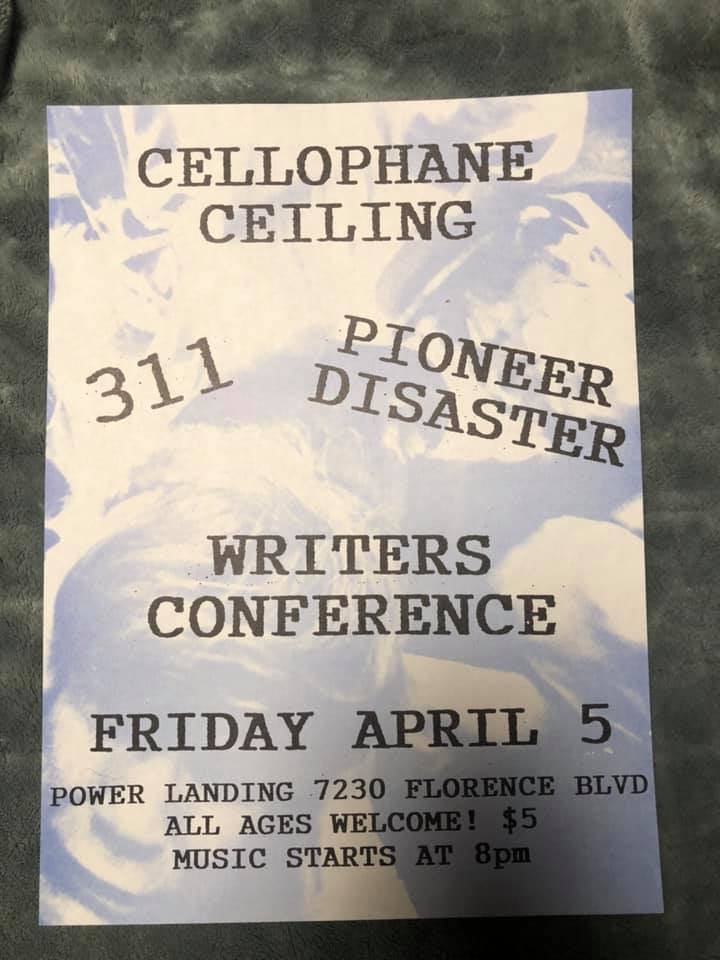 CELLOPHANE
CEILING
311
PIONEER
DISASTER
WRITERS
CONFERENCE
FRIDAY APRIL 5
POWER LANDING 7230 FLORENCE BLVD
ALL AGES WELCOME! $5
MUSIC STARTS AT 8pm